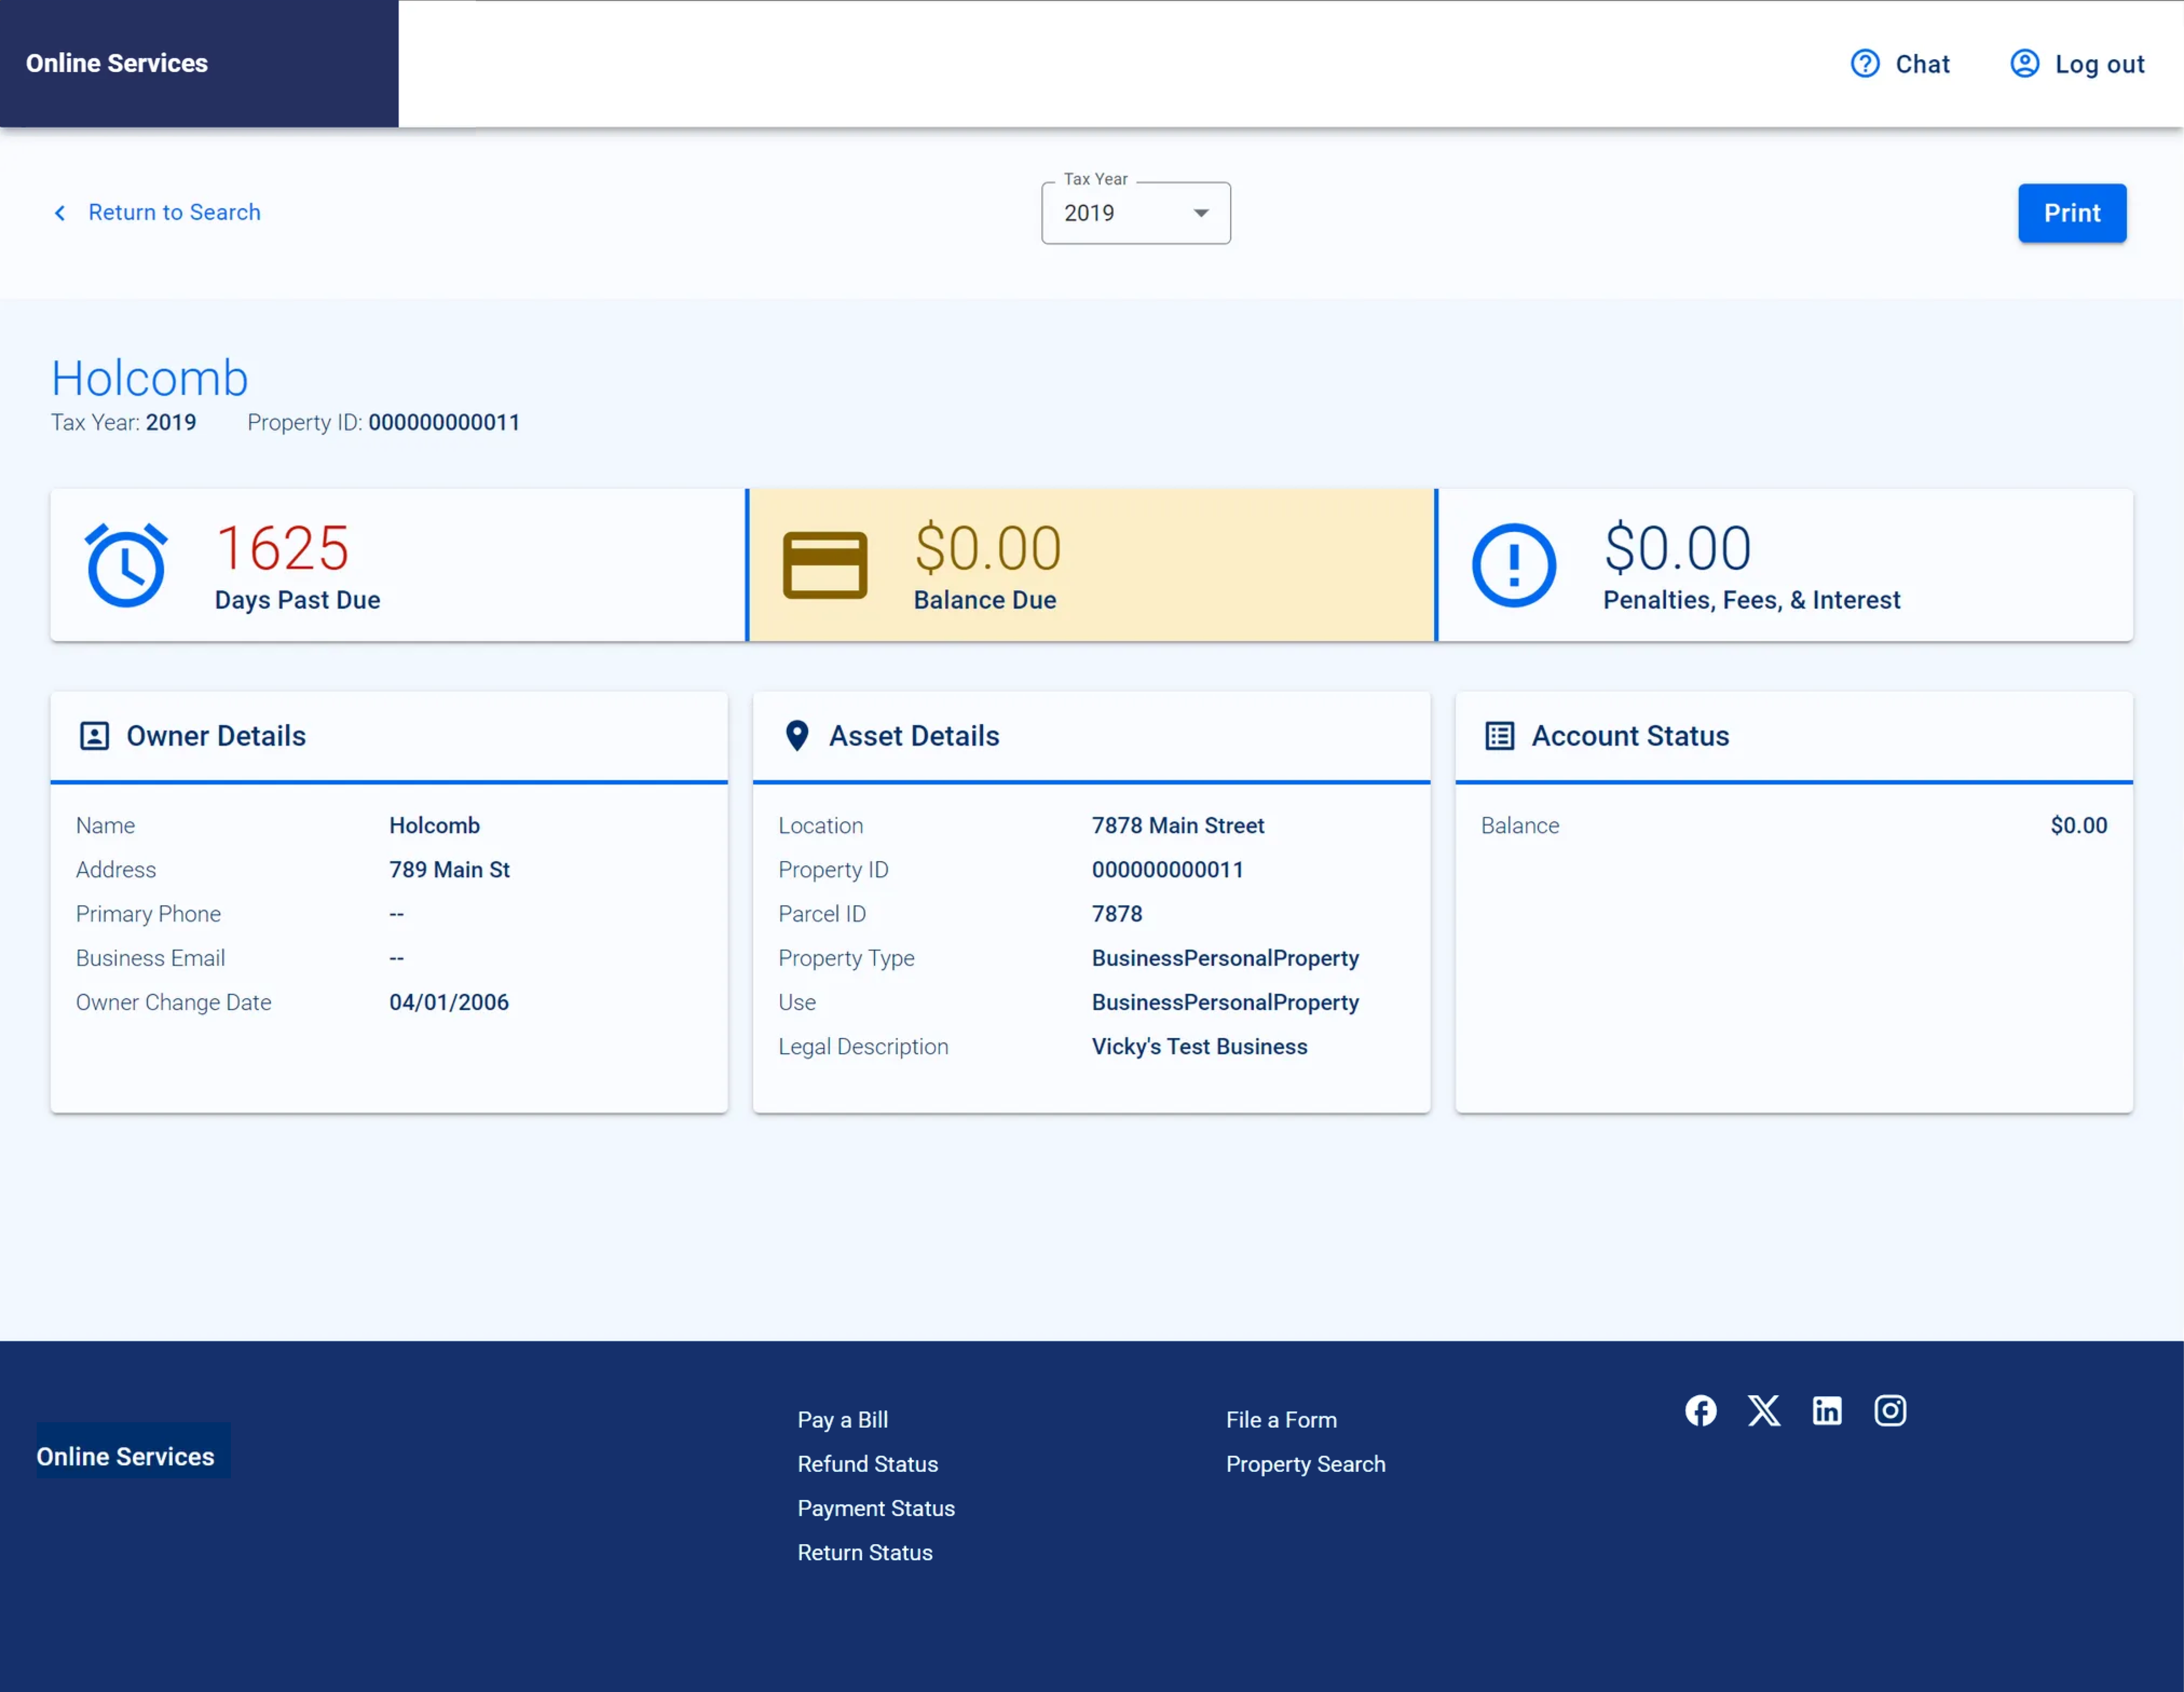 Online Services
Chat
Log out
Return to Search
Tax Year
2019
Print
Holcomb
Tax Year: 2019 Property ID: 000000000011
1625
Days Past Due
$0.00
Balance Due
$0.00
Penalties, Fees, & Interest
Owner Details
Name Holcomb
Address 789 Main St
Primary Phone --
Business Email --
Owner Change Date 04/01/2006
Asset Details
Location 7878 Main Street
Property ID 000000000011
Parcel ID 7878
Property Type BusinessPersonalProperty
Use BusinessPersonalProperty
Legal Description Vicky's Test Business
Account Status
Balance $0.00
Online Services
Pay a Bill
Refund Status
Payment Status
Return Status
File a Form
Property Search